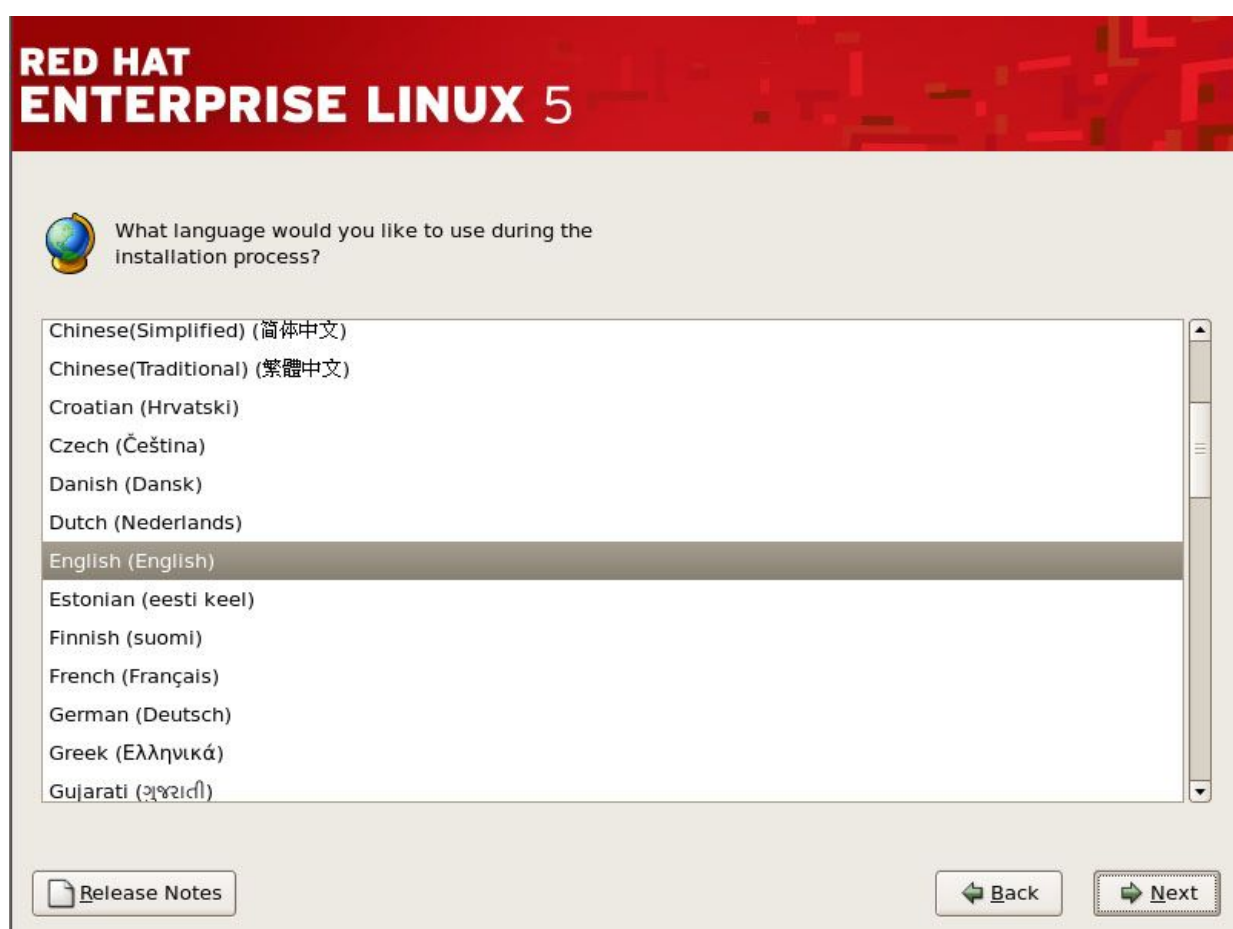 RED HAT
ENTERPRISE LINUX 5
What language would you like to use during the
installation process?
Chinese(Simplified) (简体中文)
Chinese(Traditional) (繁體中文)
Croatian (Hrvatski)
Czech (Čeština)
Danish (Dansk)
Dutch (Nederlands)
English (English)
Estonian (eesti keel)
Finnish (suomi)
French (Français)
German (Deutsch)
Greek (Ελληνικά)
Gujarati (ગુજરાતી)
Release Notes
Back
Next